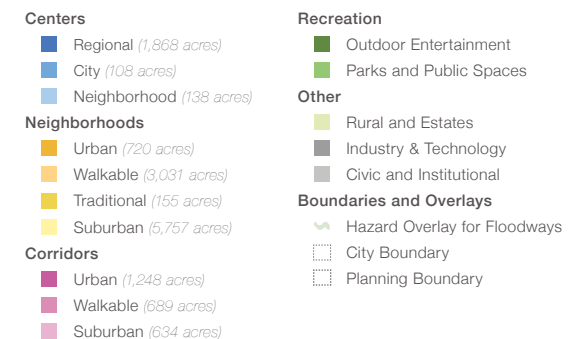 Centers
Regional (1,868 acres)
City (108 acres)
Neighborhood (138 acres)
Neighborhoods
Urban (720 acres)
Walkable (3,031 acres)
Traditional (155 acres)
Suburban (5,757 acres)
Corridors
Urban (1,248 acres)
Walkable (689 acres)
Suburban (634 acres)
Recreation
Outdoor Entertainment
Parks and Public Spaces
Other
Rural and Estates
Industry & Technology
Civic and Institutional
Boundaries and Overlays
Hazard Overlay for Floodways
City Boundary
Planning Boundary